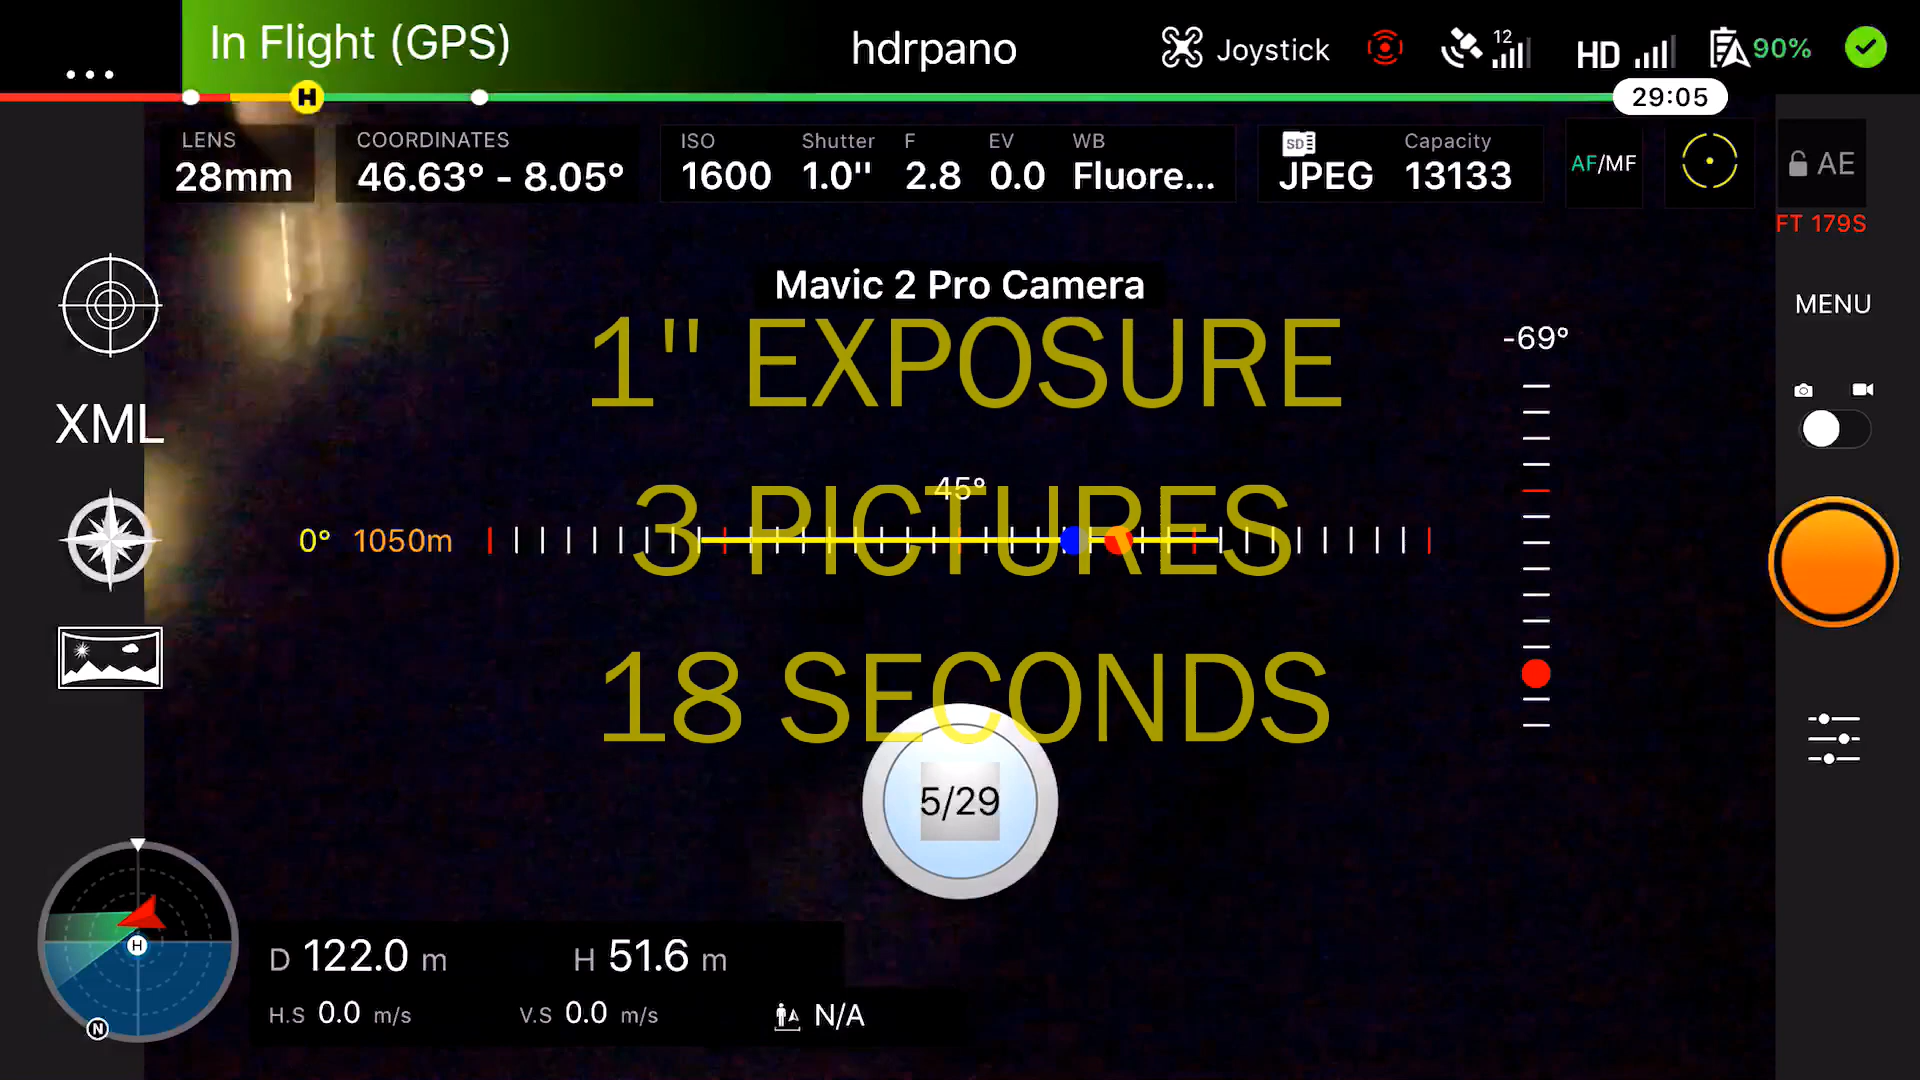 In Flight (GPS)
hdrpano
Joystick
12
HD
90%
H
29:05
LENS
28mm
COORDINATES
46.63° - 8.05°
ISO
1600
Shutter
1.0"
F
2.8
EV
0.0
WB
Fluore...
SD
JPEG
Capacity
13133
AF/MF
AE
FT 179S
Mavic 2 Pro Camera
MENU
1" EXPOSURE
-69°
XML
45°
3 PICTURES
0° 1050m
18 SECONDS
5/29
H
N
D 122.0 m
H 51.6 m
H.S 0.0 m/s
V.S 0.0 m/s
N/A